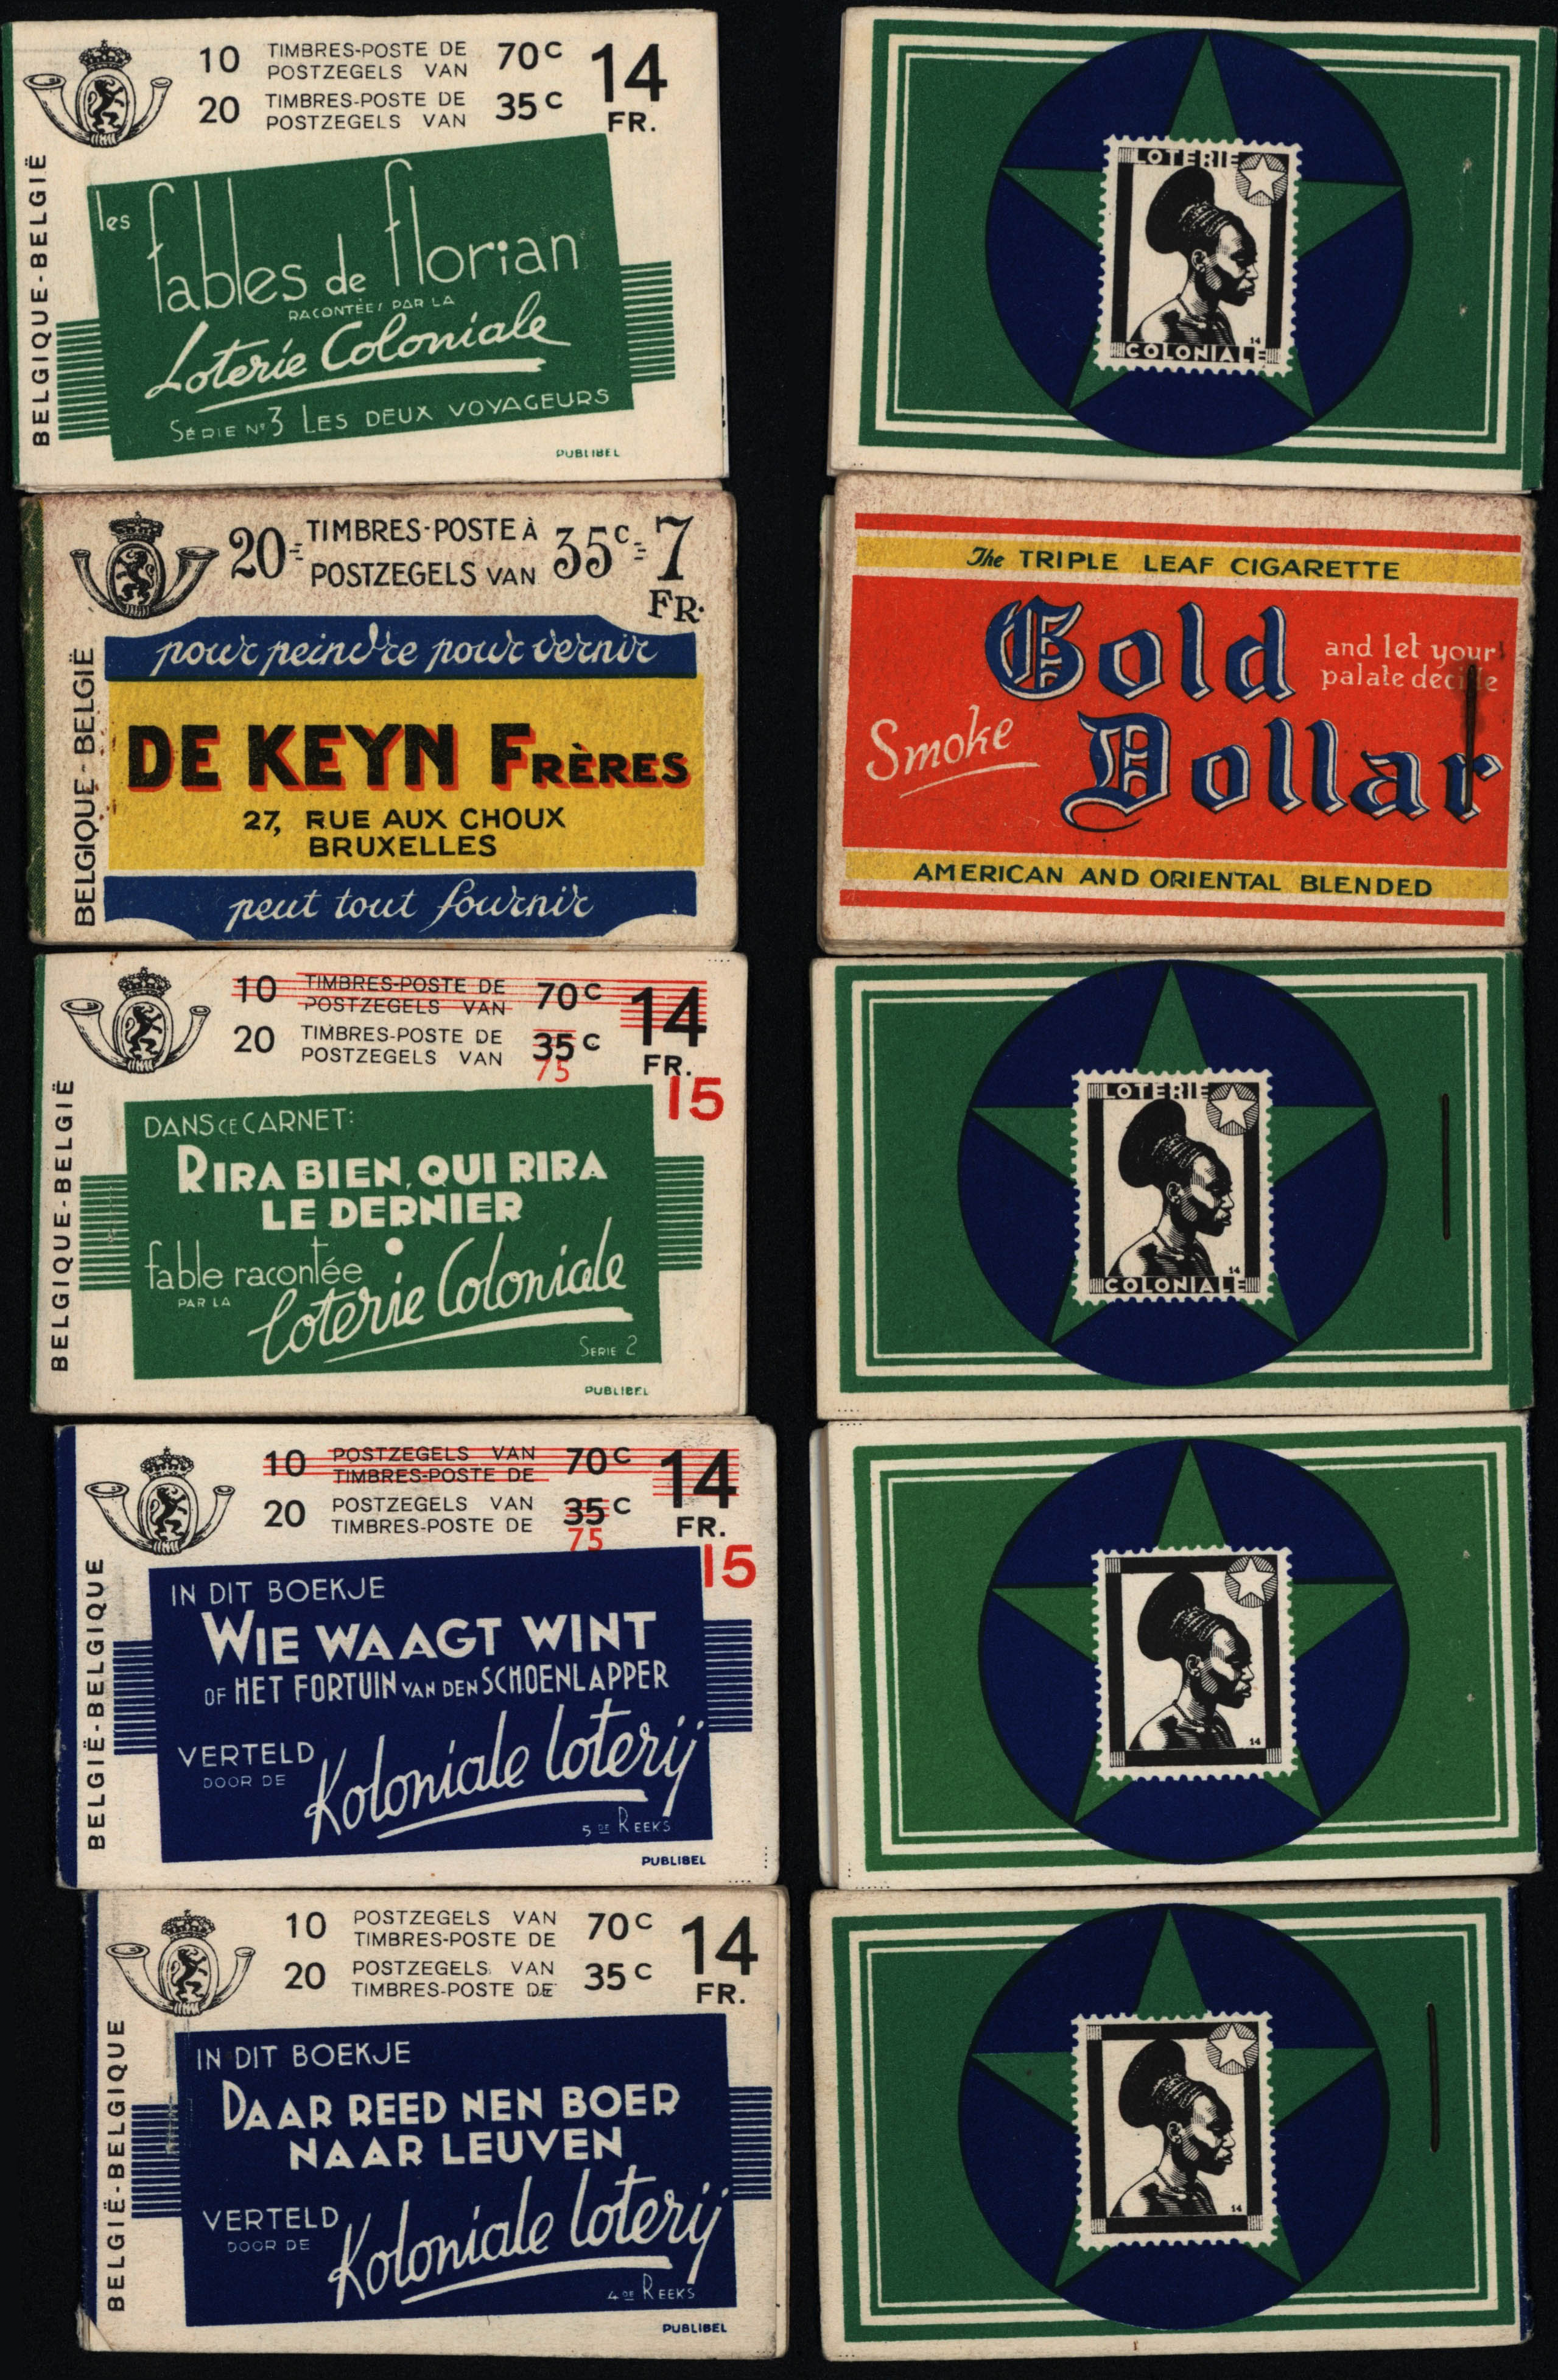 10 TIMBRES-POSTE DE 70 C 14
POSTZEGELS VAN
20 TIMBRES-POSTE DE 35 C FR.
POSTZEGELS VAN
BELGIQUE-BELGIË
les
fables de florian
RACONTÉES PAR LA
Loterie Coloniale
SÉRIE N° 3 LES DEUX VOYAGEURS
PUBLIBEL
LOTERIE
14
COLONIALE
20= TIMBRES-POSTE À 35c.= 7
POSTZEGELS VAN
FR.
BELGIQUE-BELGIË
pour peindre pour vernir
DE KEYN FRÈRES
27, RUE AUX CHOUX
BRUXELLES
peut tout fournir
The TRIPLE LEAF CIGARETTE
Gold and let your
palate decide
Smoke
Dollar
AMERICAN AND ORIENTAL BLENDED
10 TIMBRES-POSTE DE 70 C 14
POSTZEGELS VAN
20 TIMBRES-POSTE DE 35 C FR.
POSTZEGELS VAN
75
15
BELGIQUE-BELGIË
DANS CE CARNET:
RIRA BIEN, QUI RIRA
LE DERNIER
fable racontée
PAR LA
Loterie Coloniale
SERIE 2
PUBLIBEL
LOTERIE
14
COLONIALE
10 POSTZEGELS VAN 70 C 14
TIMBRES-POSTE DE
20 POSTZEGELS VAN 35 C FR.
TIMBRES-POSTE DE
75
15
BELGIË-BELGIQUE
IN DIT BOEKJE
WIE WAAGT WINT
OF HET FORTUIN VAN DEN SCHOENLAPPER
VERTELD
DOOR DE
Koloniale loterij
5DE REEKS
PUBLIBEL
14
10 POSTZEGELS VAN 70 C 14
TIMBRES-POSTE DE
20 POSTZEGELS VAN 35 C FR.
TIMBRES-POSTE DE
BELGIË-BELGIQUE
IN DIT BOEKJE
DAAR REED NEN BOER
NAAR LEUVEN
VERTELD
DOOR DE
Koloniale loterij
4DE REEKS
PUBLIBEL
14